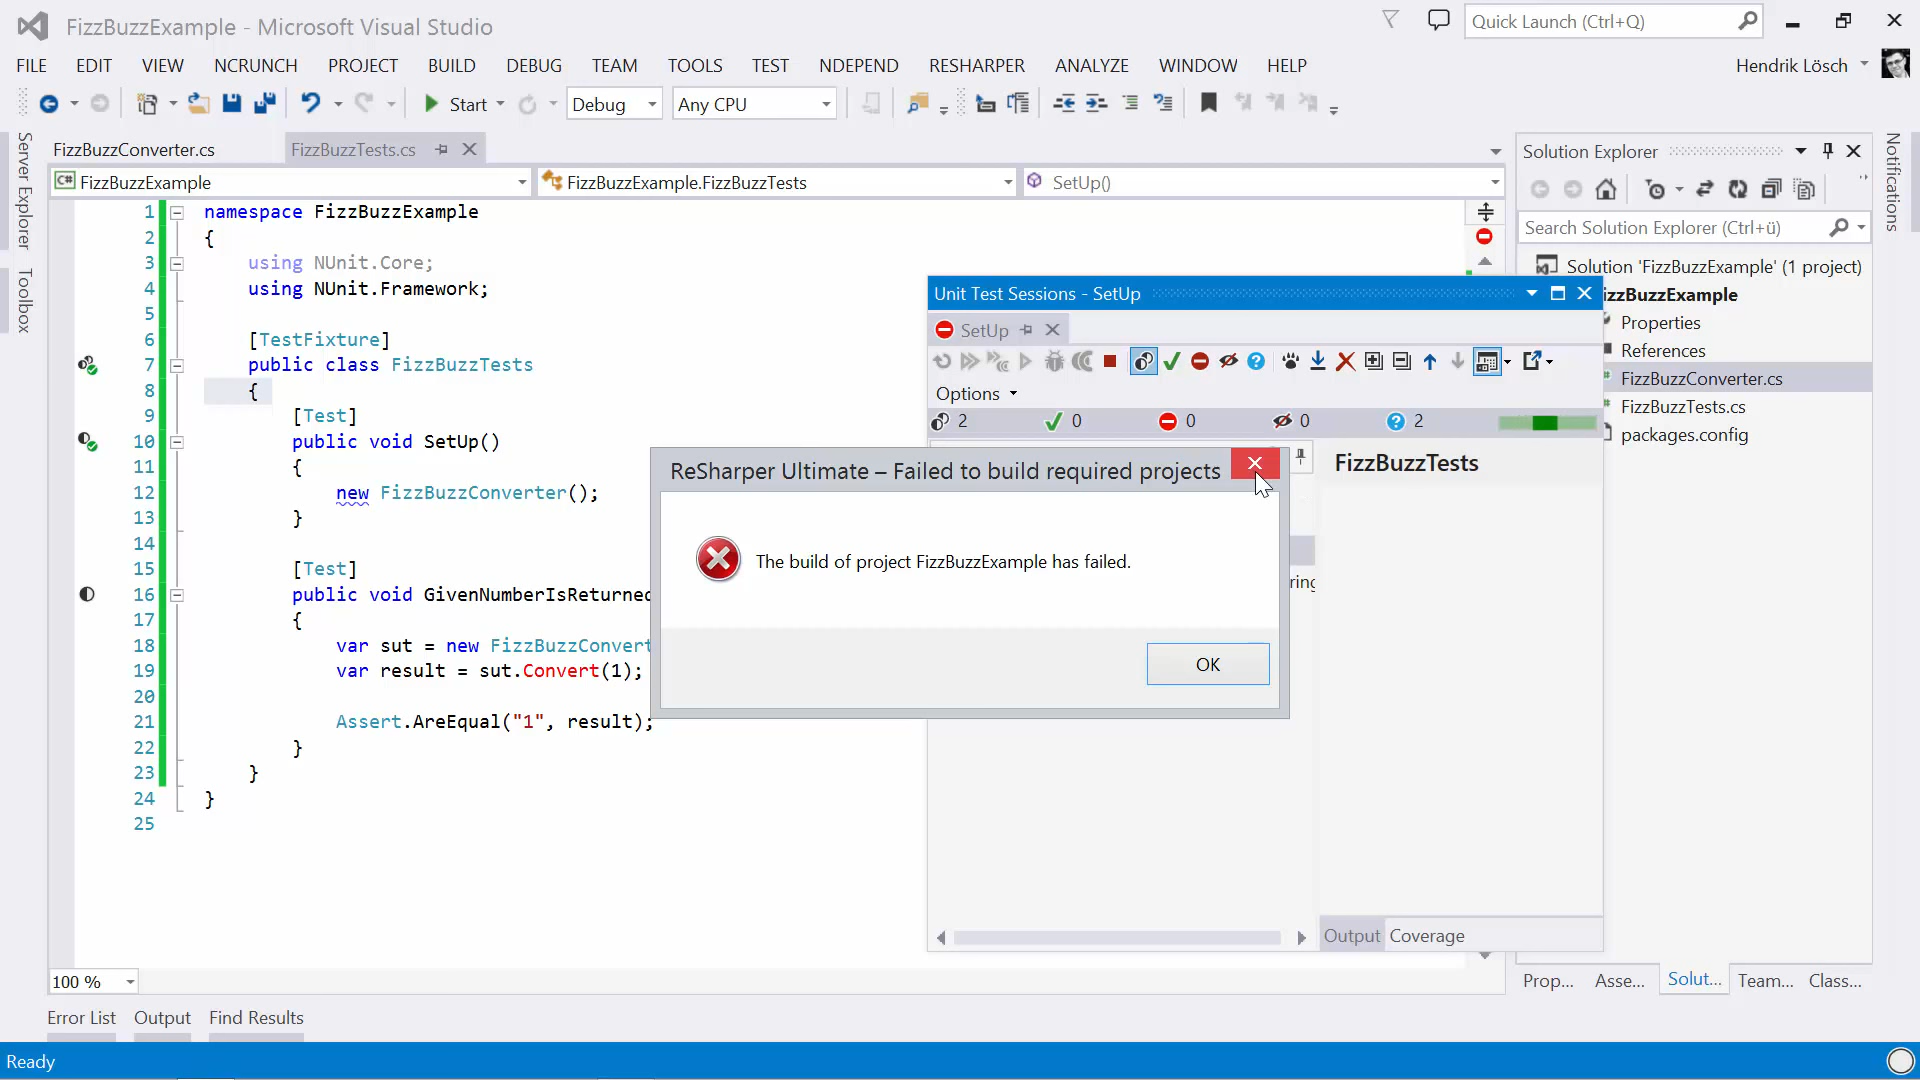 FizzBuzzExample - Microsoft Visual Studio
Quick Launch (Ctrl+Q)
FILE EDIT VIEW NCRUNCH PROJECT BUILD DEBUG TEAM TOOLS TEST NDEPEND RESHARPER ANALYZE WINDOW HELP
Hendrik Lösch
Start Debug Any CPU
Server Explorer
Toolbox
FizzBuzzConverter.cs FizzBuzzTests.cs
FizzBuzzExample FizzBuzzExample.FizzBuzzTests SetUp()
1 namespace FizzBuzzExample
2 {
3 using NUnit.Core;
4 using NUnit.Framework;
5
6 [TestFixture]
7 public class FizzBuzzTests
8 {
9 [Test]
10 public void SetUp()
11 {
12 new FizzBuzzConverter();
13 }
14
15 [Test]
16 public void GivenNumberIsReturned
17 {
18 var sut = new FizzBuzzConvert
19 var result = sut.Convert(1);
20
21 Assert.AreEqual("1", result);
22 }
23 }
24 }
25
100 %
Unit Test Sessions - SetUp
SetUp
Options
2 0 0 0 2
FizzBuzzTests
ring
Output Coverage
ReSharper Ultimate – Failed to build required projects
The build of project FizzBuzzExample has failed.
OK
Solution Explorer
Search Solution Explorer (Ctrl+ü)
Solution 'FizzBuzzExample' (1 project)
izzBuzzExample
Properties
References
FizzBuzzConverter.cs
FizzBuzzTests.cs
packages.config
Prop... Asse... Solut... Team... Class...
Notifications
Error List Output Find Results
Ready